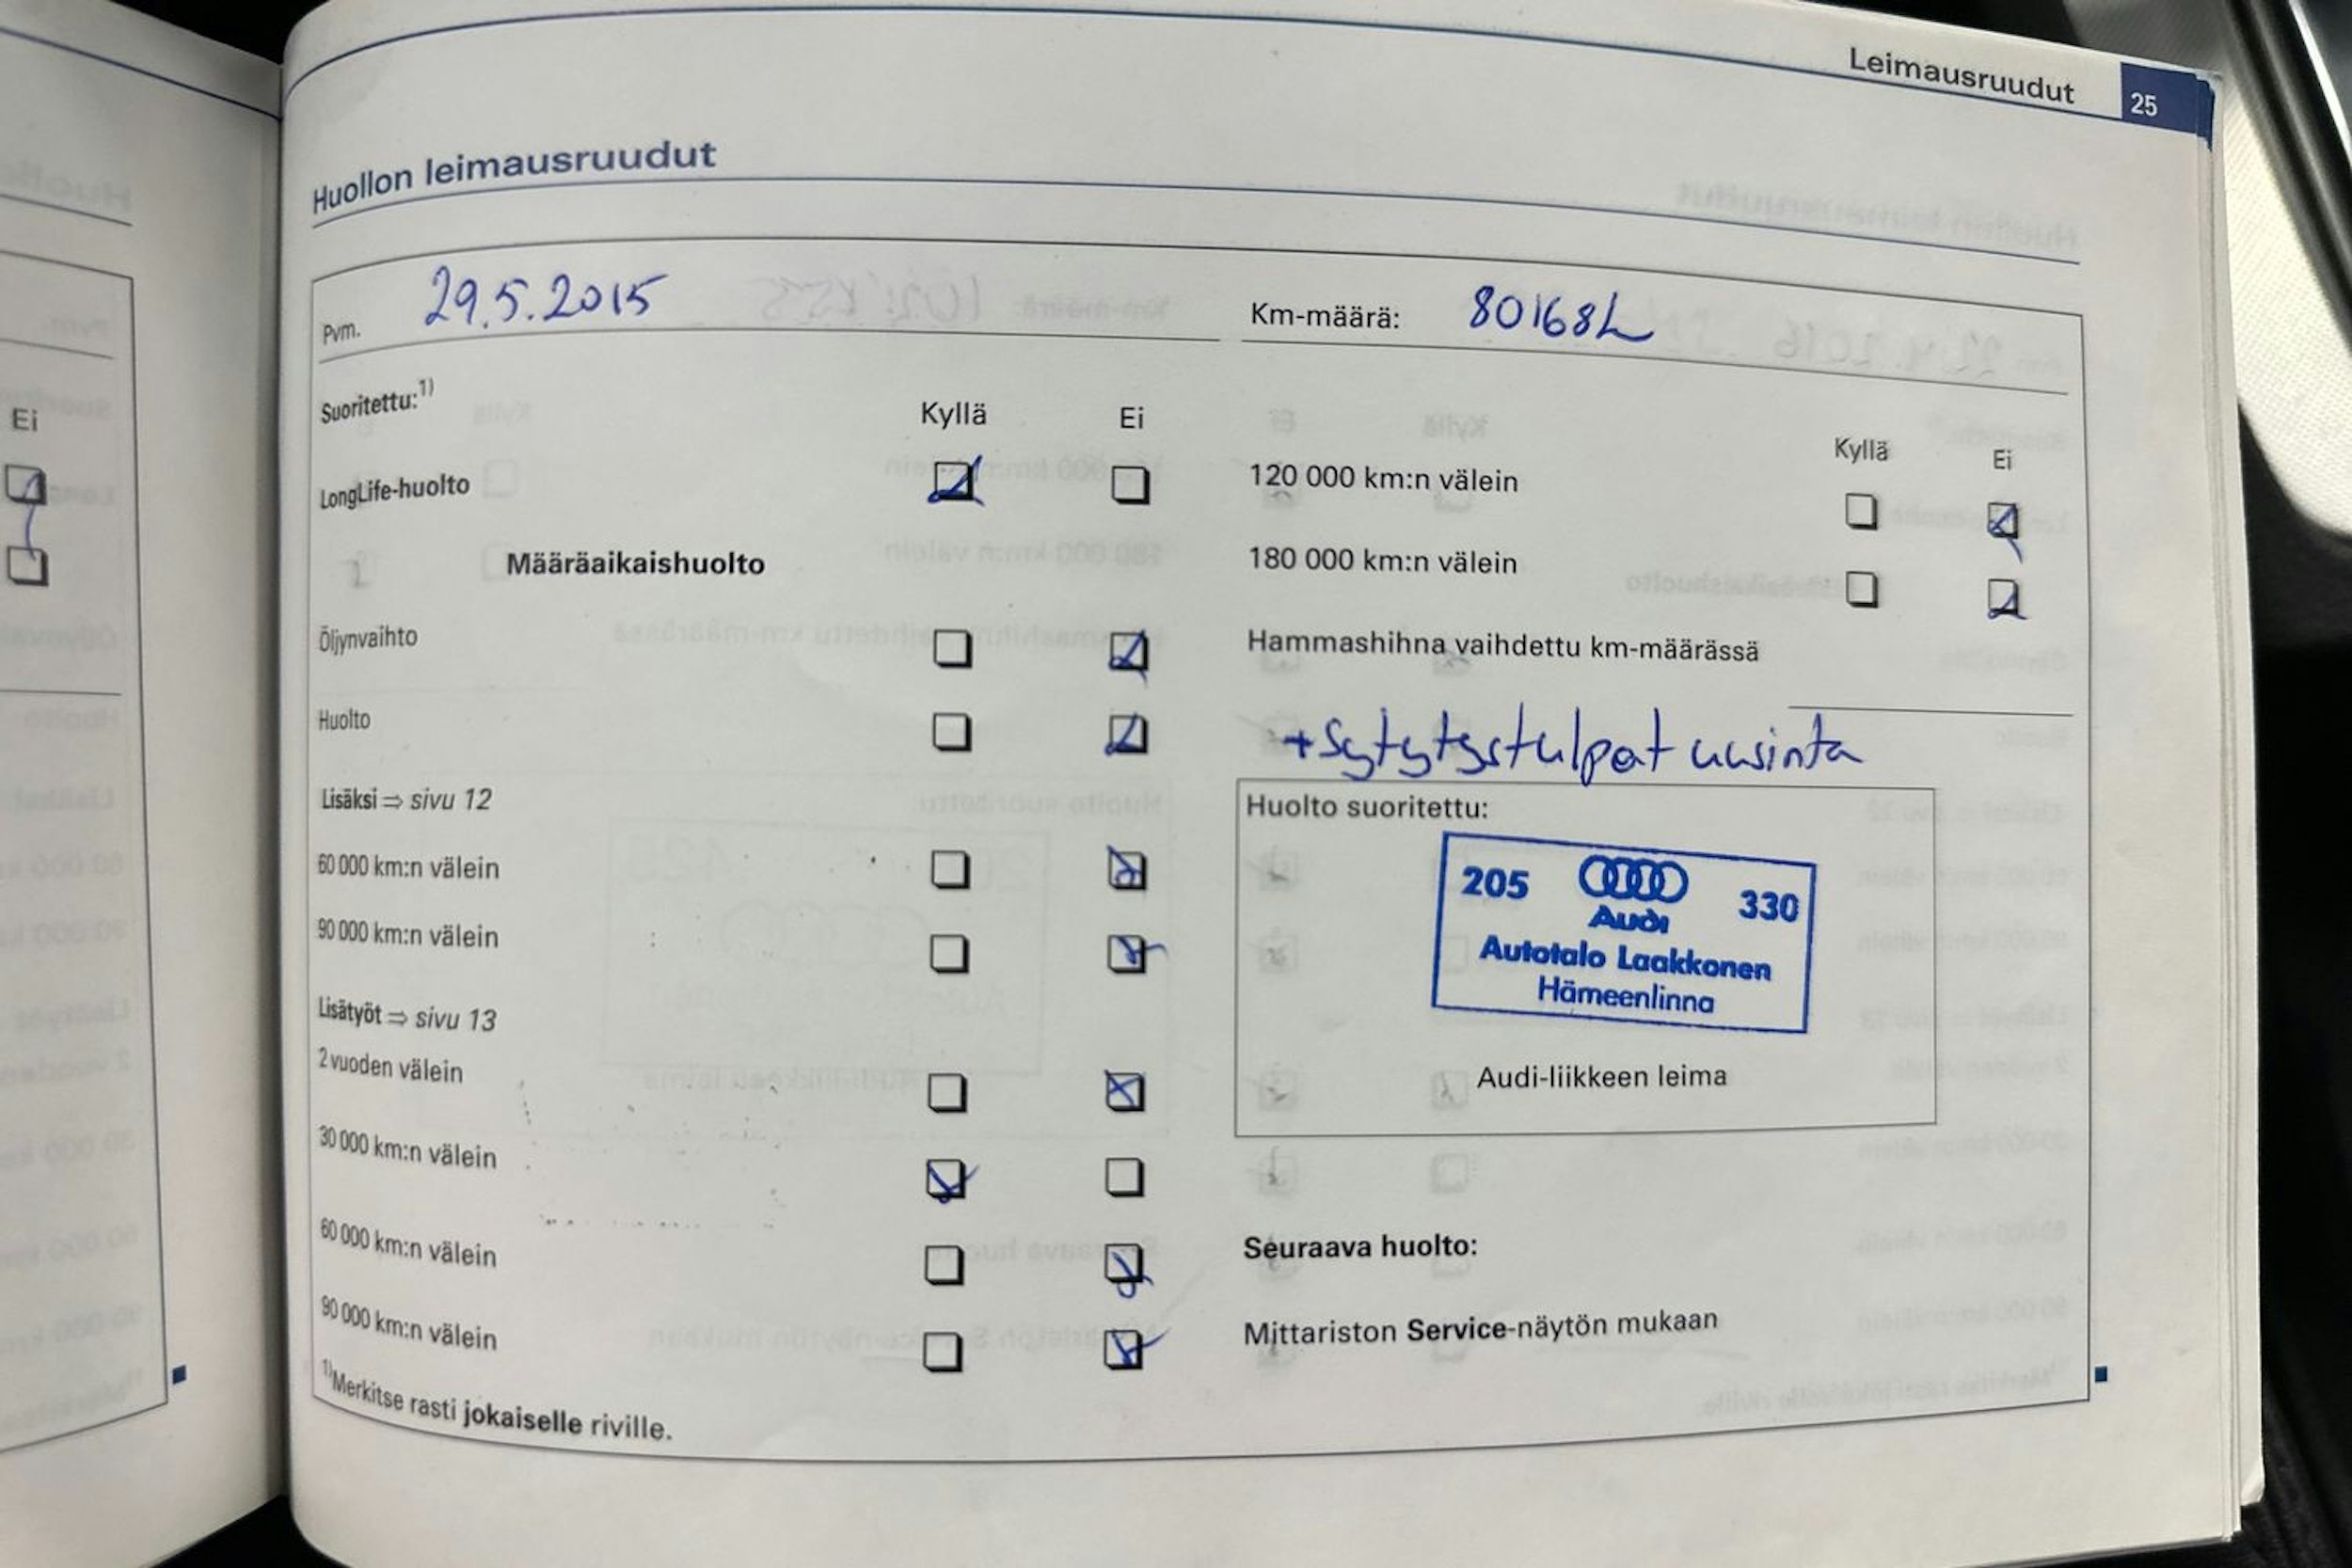 Leimausruudut 25
Huollon leimausruudut
Pvm. 29.5.2015
Suoritettu:1)
Kyllä Ei
LongLife-huolto
Määräaikaishuolto
Öljynvaihto
Huolto
Lisäksi ⇒ sivu 12
60 000 km:n välein
90 000 km:n välein
Lisätyöt ⇒ sivu 13
2 vuoden välein
30 000 km:n välein
60 000 km:n välein
90 000 km:n välein
1)Merkitse rasti jokaiselle riville.
Km-määrä: 80168
Kyllä Ei
120 000 km:n välein
180 000 km:n välein
Hammashihna vaihdettu km-määrässä
+sytytystulpat uusinta
Huolto suoritettu:
205 330
Audi
Autotalo Laakkonen
Hämeenlinna
Audi-liikkeen leima
Seuraava huolto:
Mittariston Service-näytön mukaan
Ei